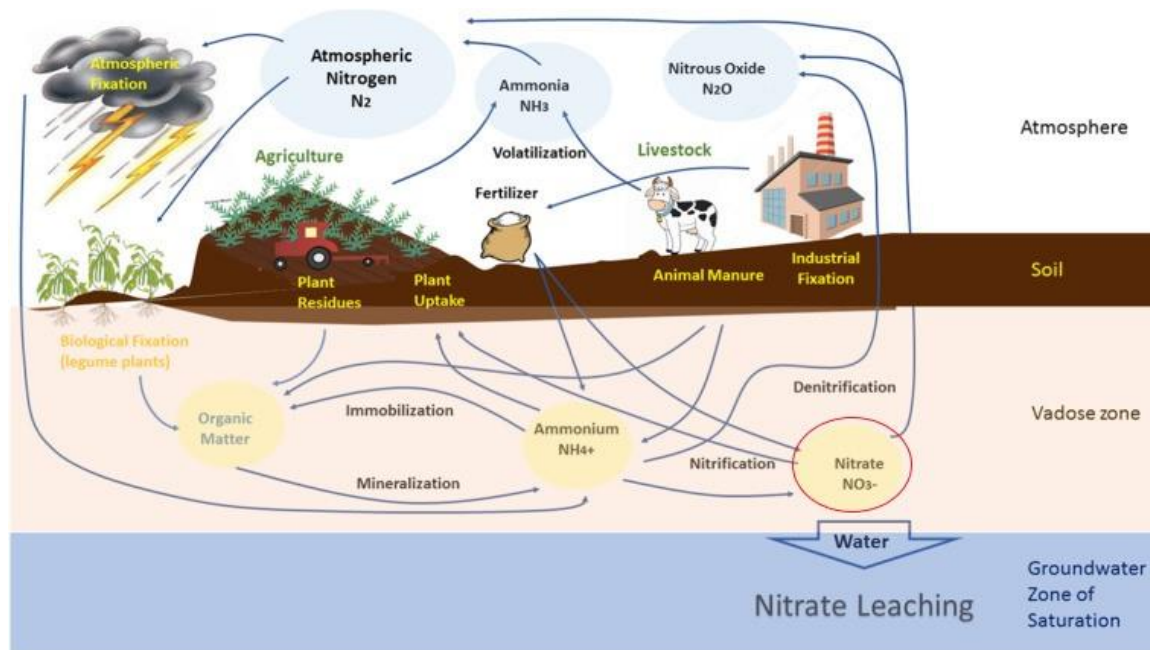 Atmospheric
Fixation
Atmospheric
Nitrogen
N2
Ammonia
NH3
Nitrous Oxide
N2O
Atmosphere
Agriculture
Volatilization
Livestock
Fertilizer
Plant
Residues
Plant
Uptake
Animal Manure
Industrial
Fixation
Soil
Biological Fixation
(legume plants)
Organic
Matter
Immobilization
Ammonium
NH4+
Denitrification
Vadose zone
Mineralization
Nitrification
Nitrate
NO3-
Water
Nitrate Leaching
Groundwater
Zone of
Saturation